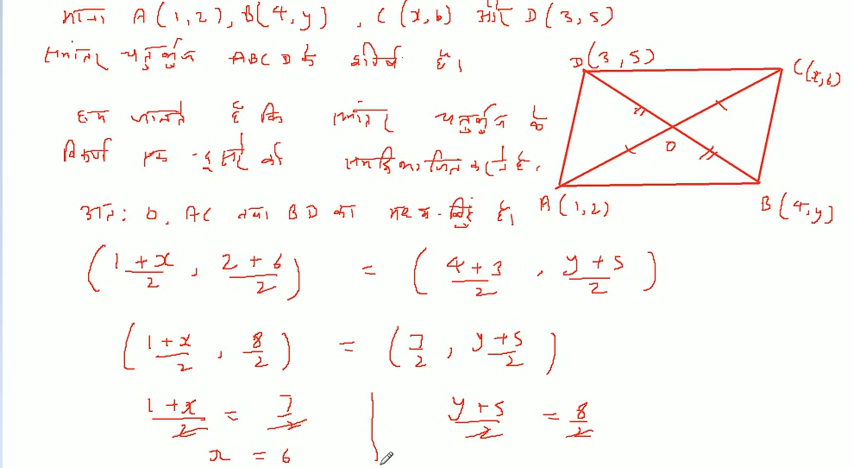 माना A(1,2), B(4,y), C(x,6) और D(3,5)
समांतर चतुर्भुज ABCD के शीर्ष हैं।
D(3,5)
C(x,6)
हम जानते हैं कि समांतर चतुर्भुज के
विकर्ण एक दूसरे को समद्विभाजित करते हैं,
O
अतः O, AC तथा BD का मध्य-बिंदु है।
A(1,2)
B(4,y)
(1+x/2, 2+6/2) = (4+3/2, y+5/2)
(1+x/2, 8/2) = (7/2, y+5/2)
1+x/2 = 7/2 | y+5/2 = 8/2
x = 6